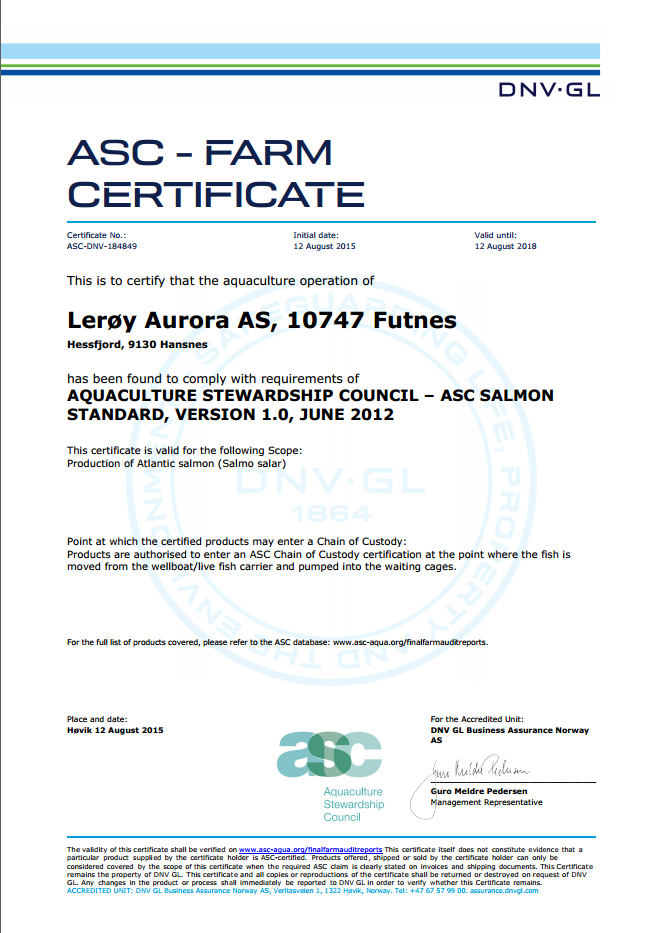 DNV·GL
ASC - FARM
CERTIFICATE
Certificate No.:
ASC-DNV-184849
Initial date:
12 August 2015
Valid until:
12 August 2018
This is to certify that the aquaculture operation of
Lerøy Aurora AS, 10747 Futnes
Hessfjord, 9130 Hansnes
has been found to comply with requirements of
AQUACULTURE STEWARDSHIP COUNCIL – ASC SALMON
STANDARD, VERSION 1.0, JUNE 2012
This certificate is valid for the following Scope:
Production of Atlantic salmon (Salmo salar)
SAFEGUARDING LIFE, PROPERTY AND THE ENVIRONMENT
DNV·GL
1864
Point at which the certified products may enter a Chain of Custody:
Products are authorised to enter an ASC Chain of Custody certification at the point where the fish is
moved from the wellboat/live fish carrier and pumped into the waiting cages.
For the full list of products covered, please refer to the ASC database: www.asc-aqua.org/finalfarmauditreports.
Place and date:
Høvik 12 August 2015
asc
Aquaculture
Stewardship
Council
For the Accredited Unit:
DNV GL Business Assurance Norway
AS
Guro Meldre Pedersen
Guro Meldre Pedersen
Management Representative
The validity of this certificate shall be verified on www.asc-aqua.org/finalfarmauditreports This certificate itself does not constitute evidence that a
particular product supplied by the certificate holder is ASC-certified. Products offered, shipped or sold by the certificate holder can only be
considered covered by the scope of this certificate when the required ASC claim is clearly stated on invoices and shipping documents. This Certificate
remains the property of DNV GL. This certificate and all copies or reproductions of the certificate shall be returned or destroyed on request of DNV
GL. Any changes in the product or process shall immediately be reported to DNV GL in order to verify whether this Certificate remains.
ACCREDITED UNIT: DNV GL Business Assurance Norway AS, Veritasveien 1, 1322 Høvik, Norway. Tel: +47 67 57 99 00. assurance.dnvgl.com